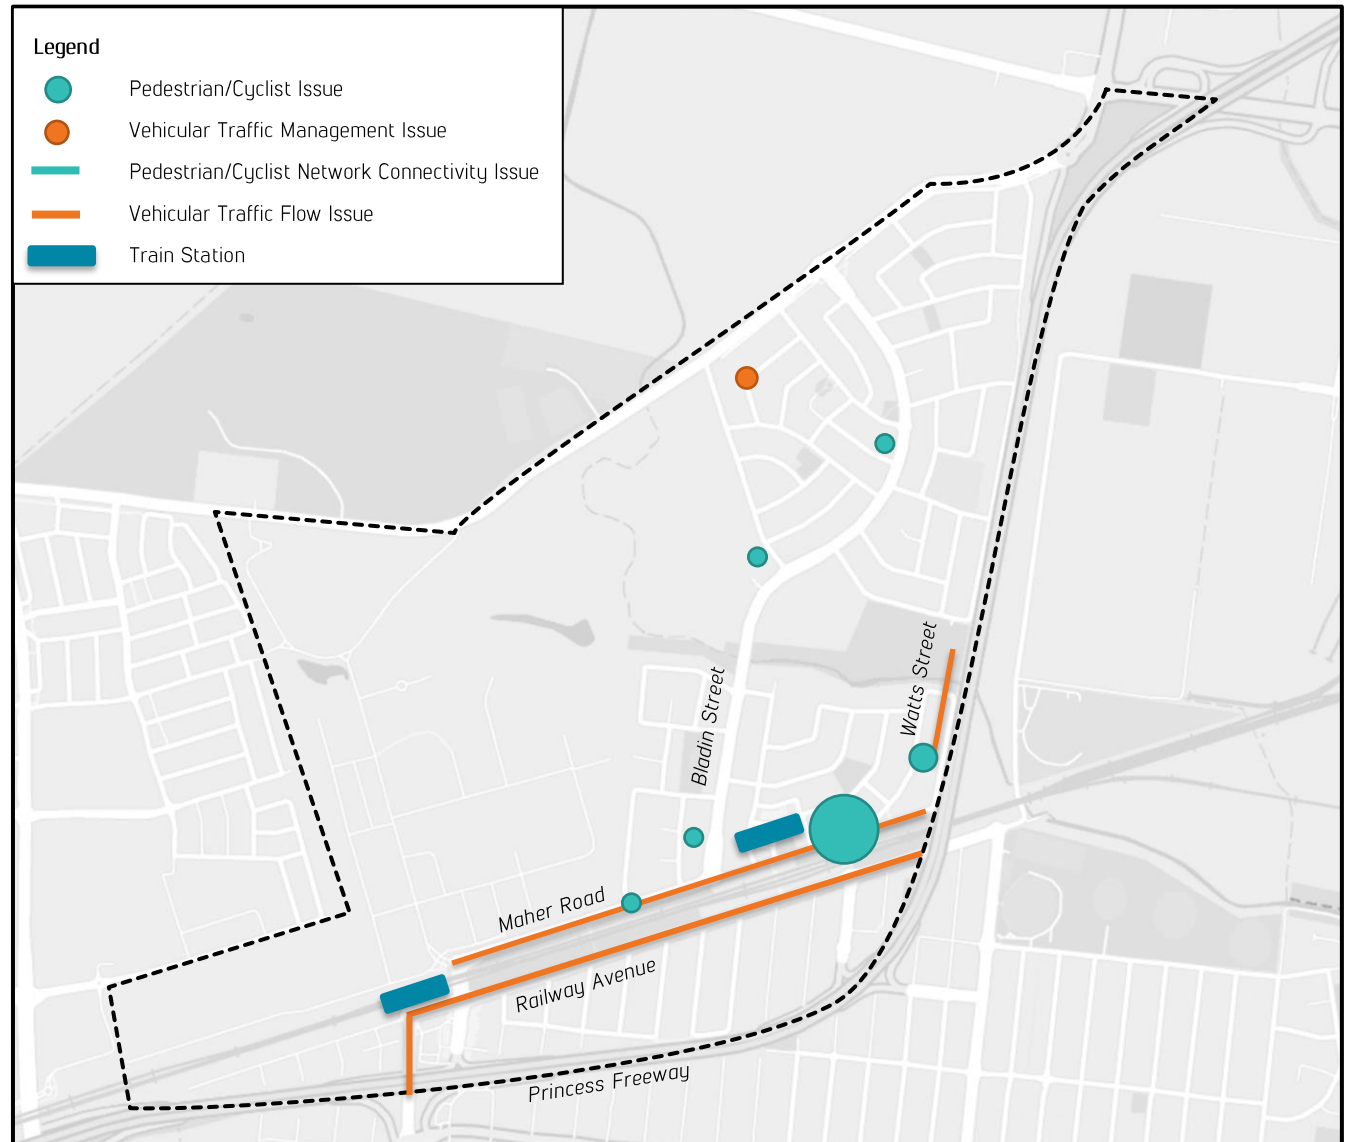 Legend
Pedestrian/Cyclist Issue
Vehicular Traffic Management Issue
Pedestrian/Cyclist Network Connectivity Issue
Vehicular Traffic Flow Issue
Train Station
Watts Street
Bladin Street
Maher Road
Railway Avenue
Princess Freeway